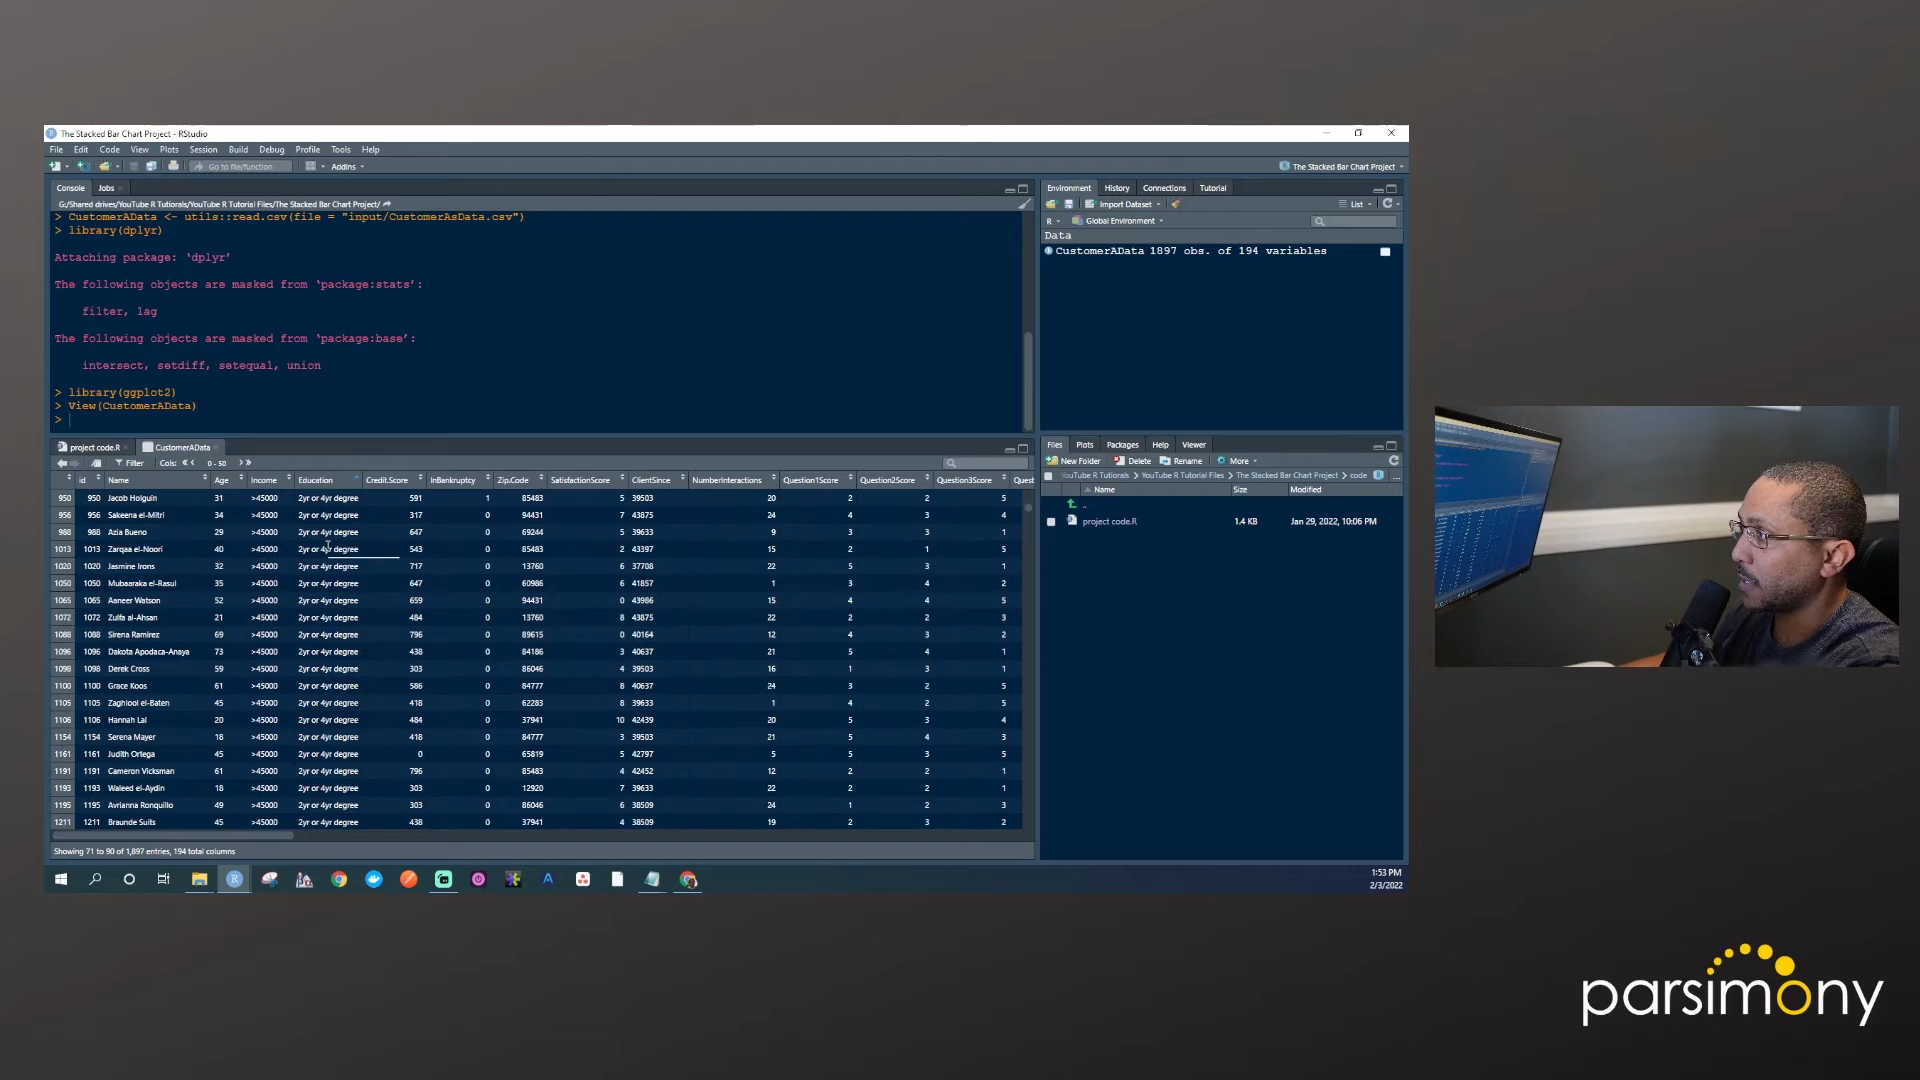 The Stacked Bar Chart Project - RStudio
File Edit Code View Plots Session Build Debug Profile Tools Help
Go to file/function Addins The Stacked Bar Chart Project
Console Jobs
G:/Shared drives/YouTube R Tutiorals/YouTube R Tutorial Files/The Stacked Bar Chart Project/
> CustomerAData <- utils::read.csv(file = "input/CustomerAsData.csv")
> library(dplyr)
Attaching package: ‘dplyr’
The following objects are masked from ‘package:stats’:
filter, lag
The following objects are masked from ‘package:base’:
intersect, setdiff, setequal, union
> library(ggplot2)
> View(CustomerAData)
>
Environment History Connections Tutorial
Import Dataset List
R Global Environment
Data
CustomerAData 1897 obs. of 194 variables
project code.R CustomerAData
Filter Cols: 0 - 50
id Name Age Income Education Credit.Score InBankruptcy Zip.Code SatisfactionScore ClientSince NumberInteractions Question1Score Question2Score Question3Score Quest
950 950 Jacob Holguin 31 >45000 2yr or 4yr degree 591 1 85483 5 39503 20 2 2 5
956 956 Sakeena el-Mitri 34 >45000 2yr or 4yr degree 317 0 94431 7 43875 24 4 3 4
988 988 Azia Bueno 29 >45000 2yr or 4yr degree 647 0 69244 5 39633 9 3 3 1
1013 1013 Zarqaa el-Noori 40 >45000 2yr or 4yr degree 543 0 85483 2 43397 15 2 1 5
1020 1020 Jasmine Irons 32 >45000 2yr or 4yr degree 717 0 13760 6 37708 22 5 3 1
1050 1050 Mubaaraka el-Rasul 35 >45000 2yr or 4yr degree 647 0 60986 6 41857 1 3 4 2
1065 1065 Aaneer Watson 52 >45000 2yr or 4yr degree 659 0 94431 0 43986 15 4 4 5
1072 1072 Zulfa al-Ahsan 21 >45000 2yr or 4yr degree 484 0 13760 8 43875 22 2 2 3
1088 1088 Sirena Ramirez 69 >45000 2yr or 4yr degree 796 0 89615 0 40164 12 4 3 2
1096 1096 Dakota Apodaca-Anaya 73 >45000 2yr or 4yr degree 438 0 84186 3 40637 21 5 4 1
1098 1098 Derek Cross 59 >45000 2yr or 4yr degree 303 0 86046 4 39503 16 1 3 1
1100 1100 Grace Koos 61 >45000 2yr or 4yr degree 586 0 84777 8 40637 24 3 2 5
1105 1105 Zaghlool el-Baten 45 >45000 2yr or 4yr degree 418 0 62283 8 39633 1 4 2 5
1106 1106 Hannah Lal 20 >45000 2yr or 4yr degree 484 0 37941 10 42439 20 5 3 4
1154 1154 Serena Mayer 18 >45000 2yr or 4yr degree 418 0 84777 3 39503 21 5 4 3
1161 1161 Judith Ortega 45 >45000 2yr or 4yr degree 0 0 65819 5 42797 5 5 3 5
1191 1191 Cameron Vicksman 61 >45000 2yr or 4yr degree 796 0 85483 4 42452 12 2 2 1
1193 1193 Waleed el-Aydin 18 >45000 2yr or 4yr degree 303 0 12920 7 39633 22 2 2 1
1195 1195 Avrianna Ronquillo 49 >45000 2yr or 4yr degree 303 0 86046 6 38509 24 1 2 3
1211 1211 Braunde Suits 45 >45000 2yr or 4yr degree 438 0 37941 4 38509 19 2 3 2
Showing 71 to 90 of 1,897 entries, 194 total columns
Files Plots Packages Help Viewer
New Folder Delete Rename More
YouTube R Tutiorals YouTube R Tutorial Files The Stacked Bar Chart Project code ...
Name Size Modified
..
project code.R 1.4 KB Jan 29, 2022, 10:06 PM
1:53 PM
2/3/2022
parsimony